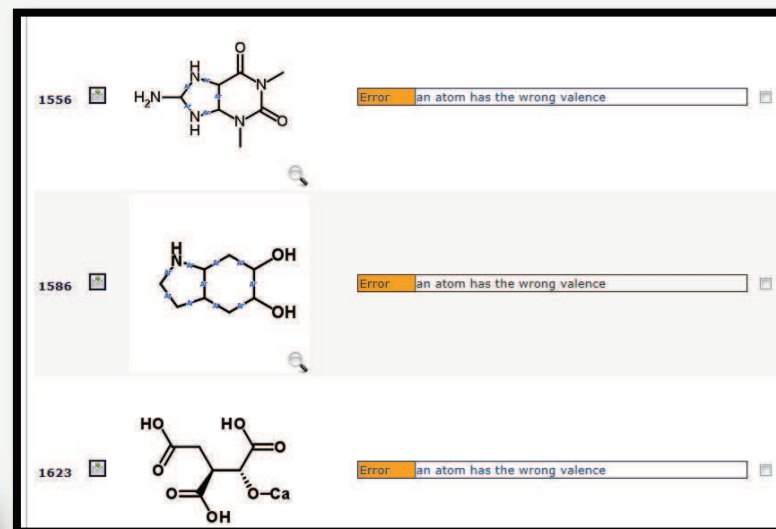 O
H
N
N
1556
H2N
Error an atom has the wrong valence
N
H
N
O
H
N
OH
1586
Error an atom has the wrong valence
OH
HO
HO
O
O
1623
Error an atom has the wrong valence
O
O–Ca
OH